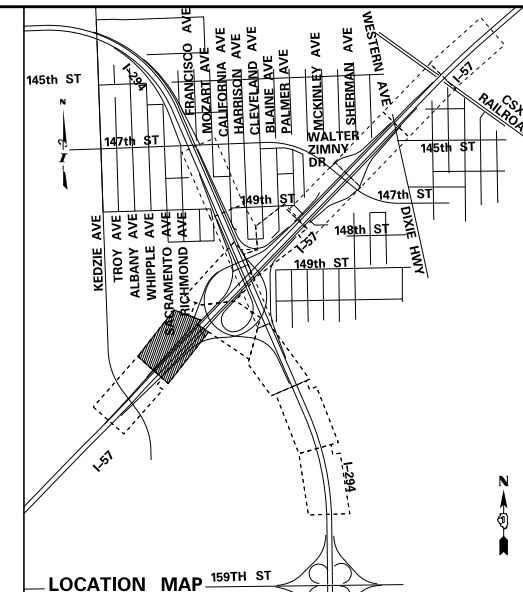 FRANCISCO AVE
MOZART AVE
CALIFORNIA AVE
HARRISON AVE
CLEVELAND AVE
BLAINE AVE
PALMER AVE
MCKINLEY AVE
SHERMAN AVE
WESTERN AVE
I-57
CSX
RAILROA
145th ST
I-294
N
147th ST
WALTER
ZIMNY
DR
145th ST
147th ST
DIXIE HWY
149th ST
148th ST
I-57
149th ST
KEDZIE AVE
TROY AVE
ALBANY AVE
WHIPPLE AVE
SACRAMENTO AVE
RICHMOND AVE
I-57
I-294
N
LOCATION MAP
159TH ST